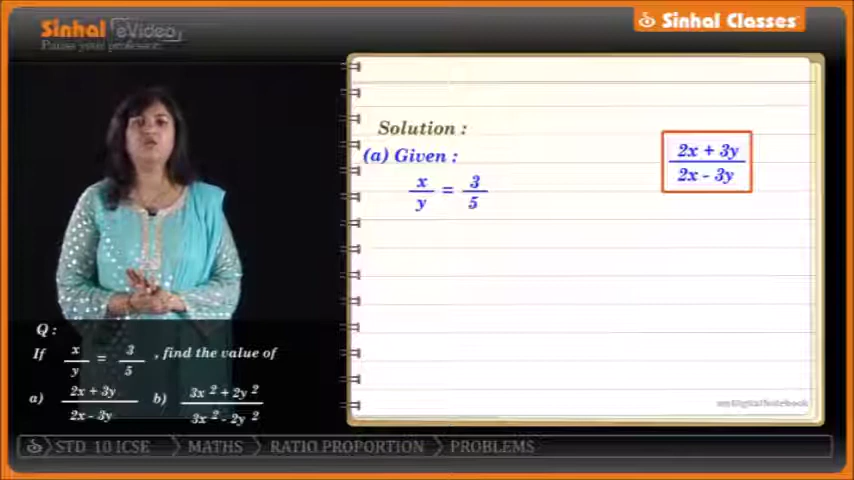 Sinhal eVideo
Pause your professor...
Sinhal Classes
Solution :
(a) Given :
x/y = 3/5
2x + 3y
2x - 3y
Q :
If x/y = 3/5 , find the value of
a) 2x + 3y / 2x - 3y b) 3x² + 2y² / 3x² - 2y²
myDigitalNotebook
STD 10 ICSE MATHS RATIO PROPORTION PROBLEMS